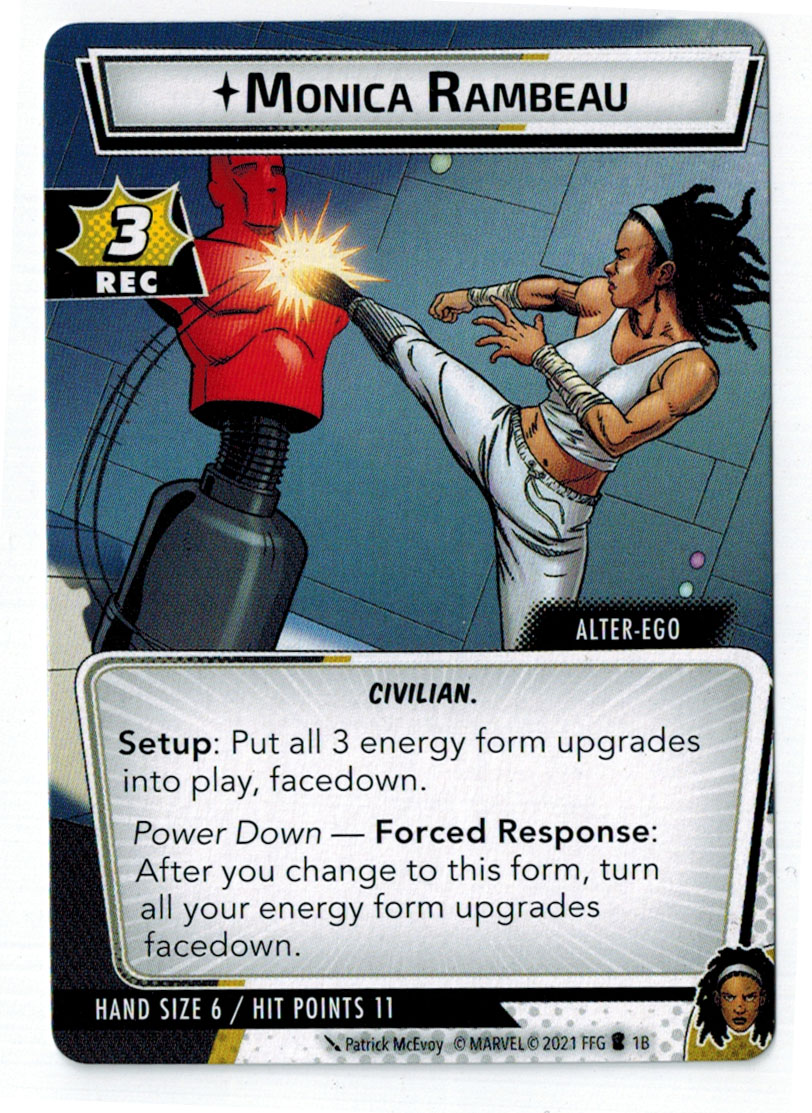 MONICA RAMBEAU
3
REC
ALTER-EGO
CIVILIAN.
Setup: Put all 3 energy form upgrades
into play, facedown.
Power Down — Forced Response:
After you change to this form, turn
all your energy form upgrades
facedown.
HAND SIZE 6 / HIT POINTS 11
Patrick McEvoy © MARVEL © 2021 FFG 1B